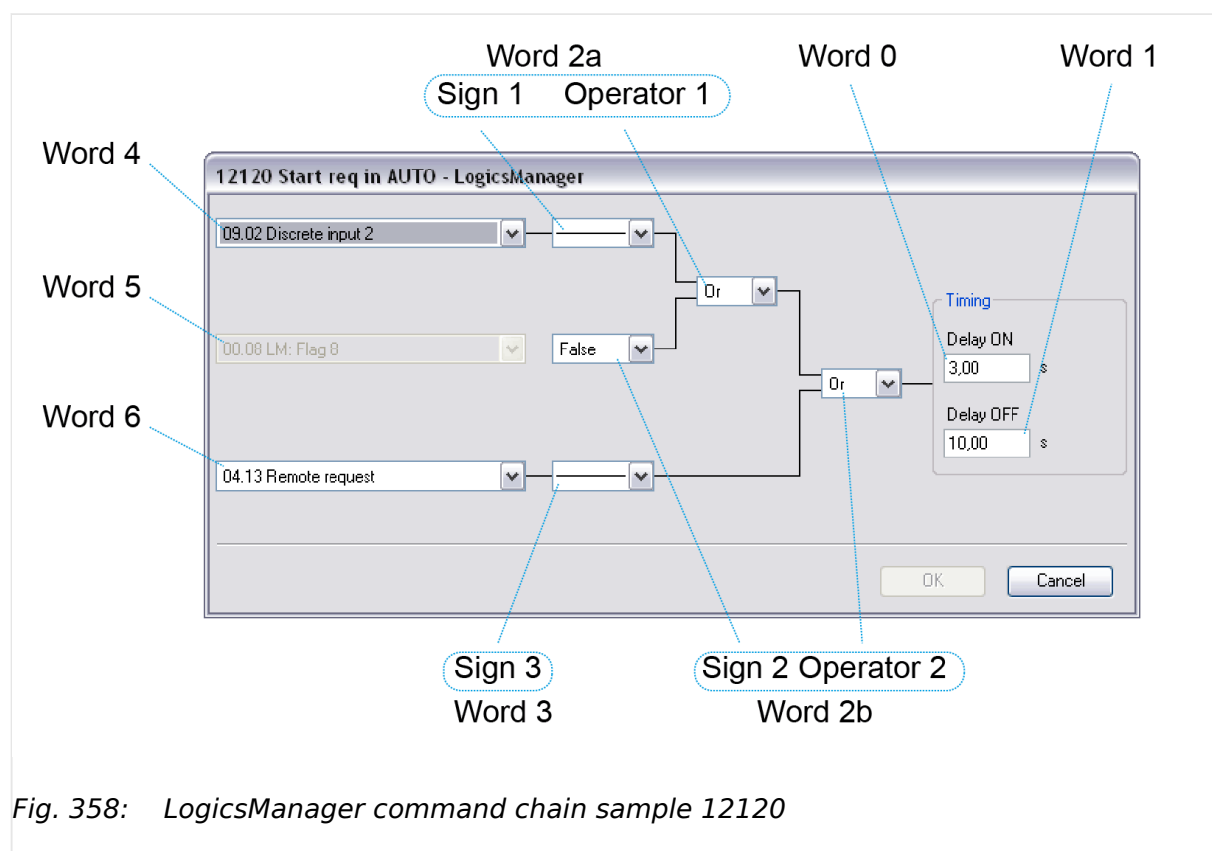 Word 2a Word 0 Word 1
Sign 1 Operator 1
Word 4
12120 Start req in AUTO - LogicsManager
09.02 Discrete input 2
Word 5
Or
Timing
Delay ON
00.08 LM: Flag 8 False
3,00 s
Or
Word 6
Delay OFF
10,00 s
04.13 Remote request
OK Cancel
Sign 3 Sign 2 Operator 2
Word 3 Word 2b
Fig. 358: LogicsManager command chain sample 12120